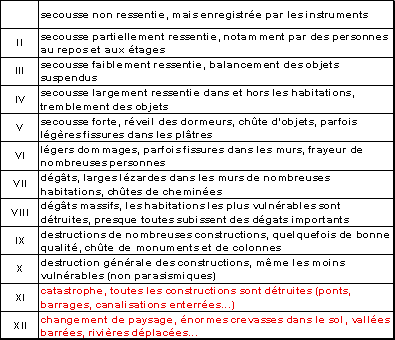 secousse non ressentie, mais enregistrée par les instruments
II secousse partiellement ressentie, notamment par des personnes
au repos et aux étages
III secousse faiblement ressentie, balancement des objets
suspendus
IV secousse largement ressentie dans et hors les habitations,
tremblement des objets
V secousse forte, réveil des dormeurs, chûte d'objets, parfois
légères fissures dans les plâtres
VI légers dommages, parfois fissures dans les murs, frayeur de
nombreuses personnes
VII dégâts, larges lézardes dans les murs de nombreuses
habitations, chûtes de cheminées
VIII dégâts massifs, les habitations les plus vulnérables sont
détruites, presque toutes subissent des dégats importants
IX destructions de nombreuses constructions, quelquefois de bonne
qualité, chûte de monuments et de colonnes
X destruction générale des constructions, même les moins
vulnérables (non parasismiques)
XI catastrophe, toutes les constructions sont détruites (ponts,
barrages, canalisations enterrées...)
XII changement de paysage, énormes crevasses dans le sol, vallées
barrées, rivières déplacées...